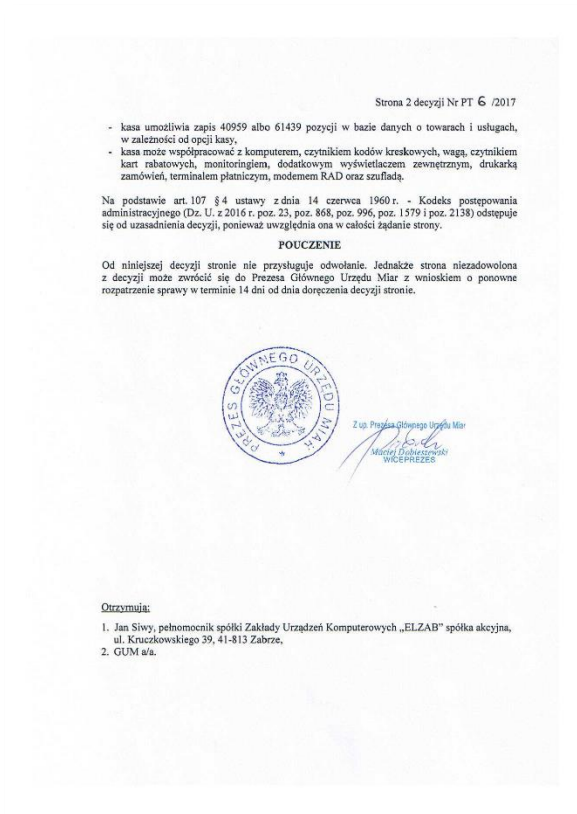 Strona 2 decyzji Nr PT 6 /2017
- kasa umożliwia zapis 40959 albo 61439 pozycji w bazie danych o towarach i usługach,
w zależności od opcji kasy,
- kasa może współpracować z komputerem, czytnikiem kodów kreskowych, wagą, czytnikiem
kart rabatowych, monitoringiem, dodatkowym wyświetlaczem zewnętrznym, drukarką
zamówień, terminalem płatniczym, modemem RAD oraz szufladą.
Na podstawie art. 107 § 4 ustawy z dnia 14 czerwca 1960 r. - Kodeks postępowania
administracyjnego (Dz. U. z 2016 r. poz. 23, poz. 868, poz. 996, poz. 1579 i poz. 2138) odstępuje
się od uzasadnienia decyzji, ponieważ uwzględnia ona w całości żądanie strony.
POUCZENIE
Od niniejszej decyzji stronie nie przysługuje odwołanie. Jednakże strona niezadowolona
z decyzji może zwrócić się do Prezesa Głównego Urzędu Miar z wnioskiem o ponowne
rozpatrzenie sprawy w terminie 14 dni od dnia doręczenia decyzji stronie.
PREZES GŁÓWNEGO URZĘDU MIAR
Z up. Prezesa Głównego Urzędu Miar
Maciej Dobieszewski
WICEPREZES
Otrzymują:
1. Jan Siwy, pełnomocnik spółki Zakłady Urządzeń Komputerowych „ELZAB” spółka akcyjna,
ul. Kruczkowskiego 39, 41-813 Zabrze,
2. GUM a/a.